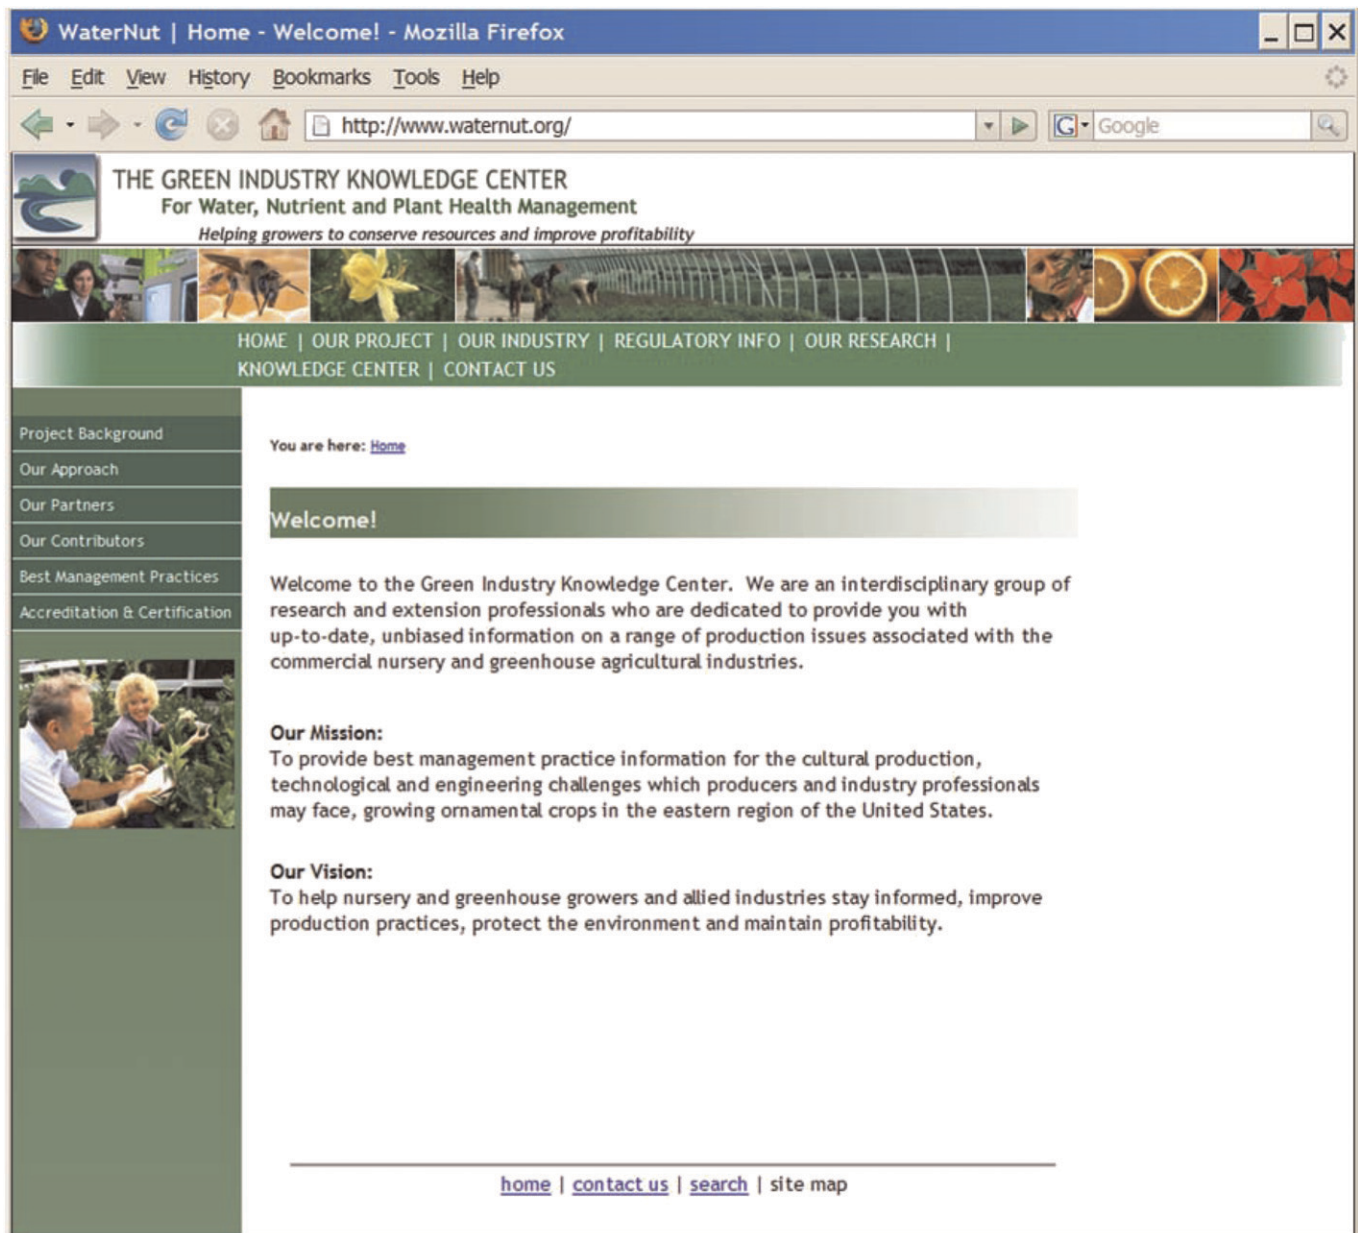 WaterNut | Home - Welcome! - Mozilla Firefox
File Edit View History Bookmarks Tools Help
http://www.waternut.org/
G
Google
THE GREEN INDUSTRY KNOWLEDGE CENTER
For Water, Nutrient and Plant Health Management
Helping growers to conserve resources and improve profitability
HOME | OUR PROJECT | OUR INDUSTRY | REGULATORY INFO | OUR RESEARCH |
KNOWLEDGE CENTER | CONTACT US
Project Background
Our Approach
Our Partners
Our Contributors
Best Management Practices
Accreditation & Certification
You are here: Home
Welcome!
Welcome to the Green Industry Knowledge Center. We are an interdisciplinary group of
research and extension professionals who are dedicated to provide you with
up-to-date, unbiased information on a range of production issues associated with the
commercial nursery and greenhouse agricultural industries.
Our Mission:
To provide best management practice information for the cultural production,
technological and engineering challenges which producers and industry professionals
may face, growing ornamental crops in the eastern region of the United States.
Our Vision:
To help nursery and greenhouse growers and allied industries stay informed, improve
production practices, protect the environment and maintain profitability.
home | contact us | search | site map